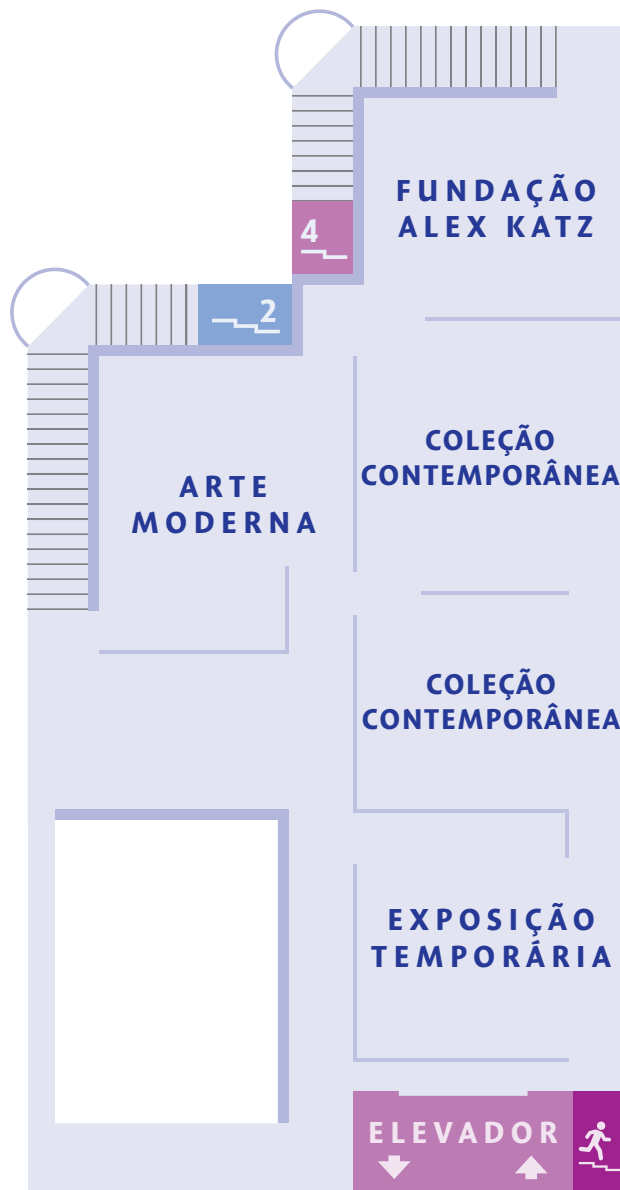 FUNDAÇÃO
ALEX KATZ
4
2
COLEÇÃO
CONTEMPORÂNEA
ARTE
MODERNA
COLEÇÃO
CONTEMPORÂNEA
EXPOSIÇÃO
TEMPORÁRIA
ELEVADOR